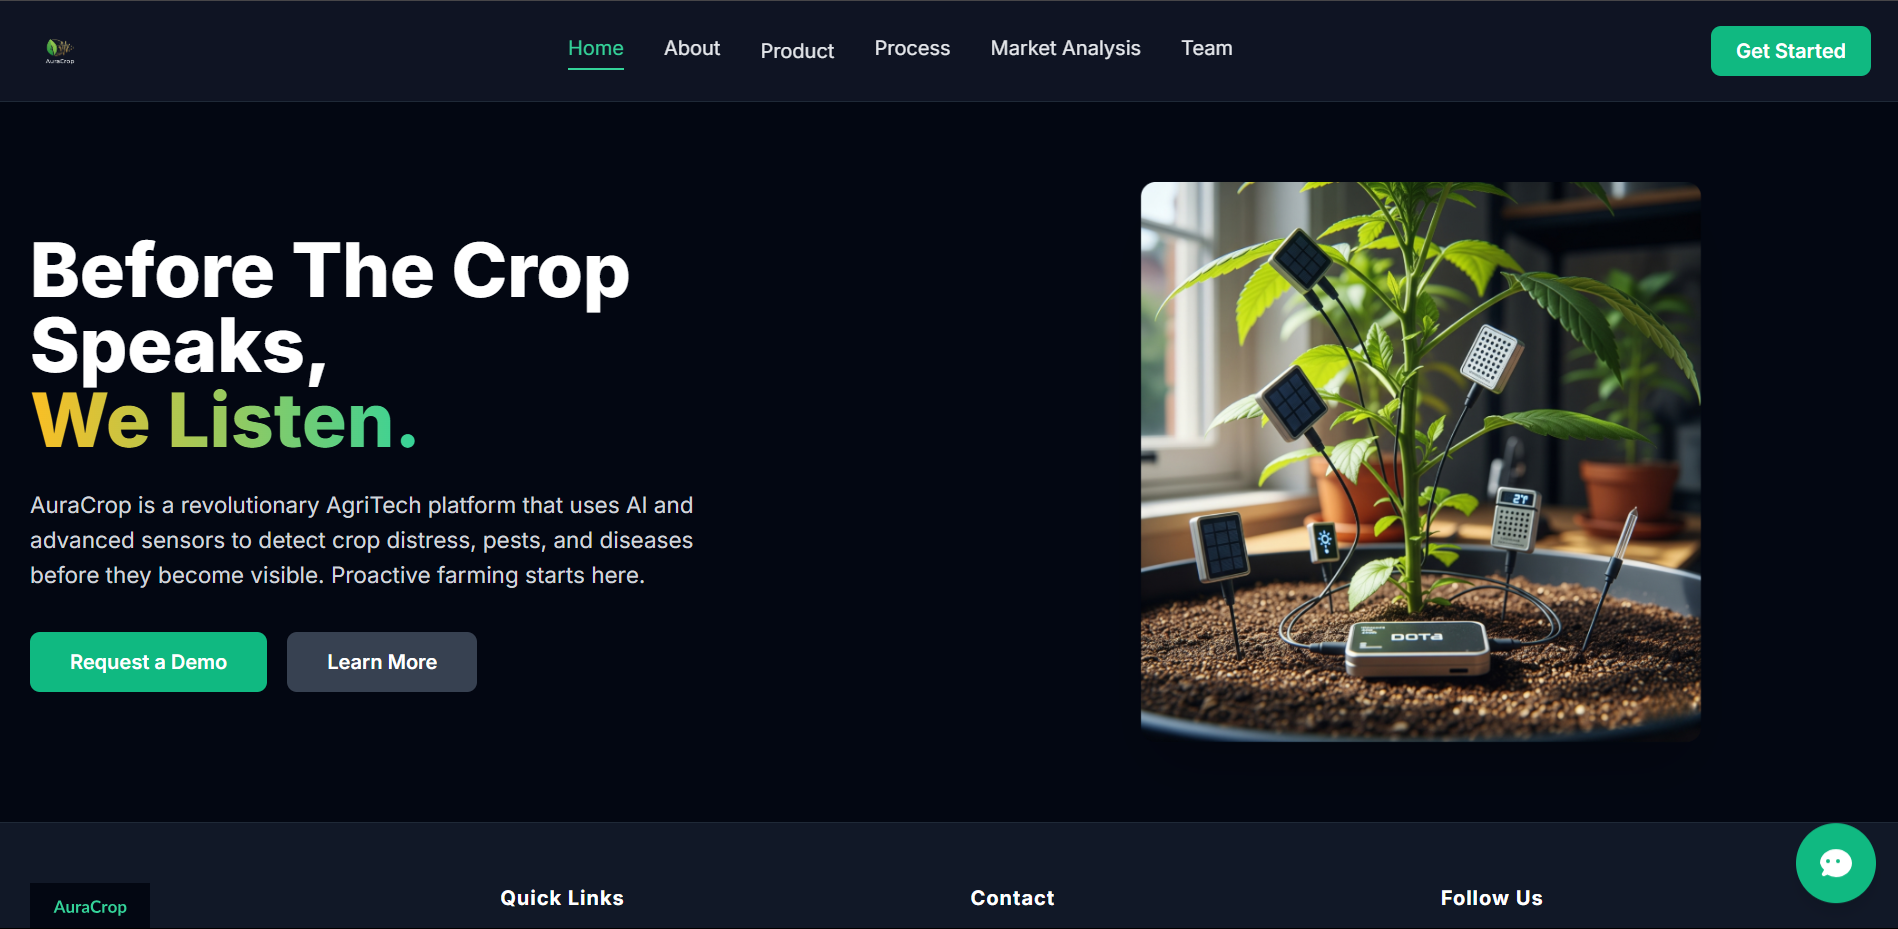 AuraCrop
Home About Product Process Market Analysis Team
Get Started
Before The Crop
Speaks,
We Listen.
AuraCrop is a revolutionary AgriTech platform that uses AI and
advanced sensors to detect crop distress, pests, and diseases
before they become visible. Proactive farming starts here.
Request a Demo Learn More
DOTa
AuraCrop
Quick Links
Contact
Follow Us